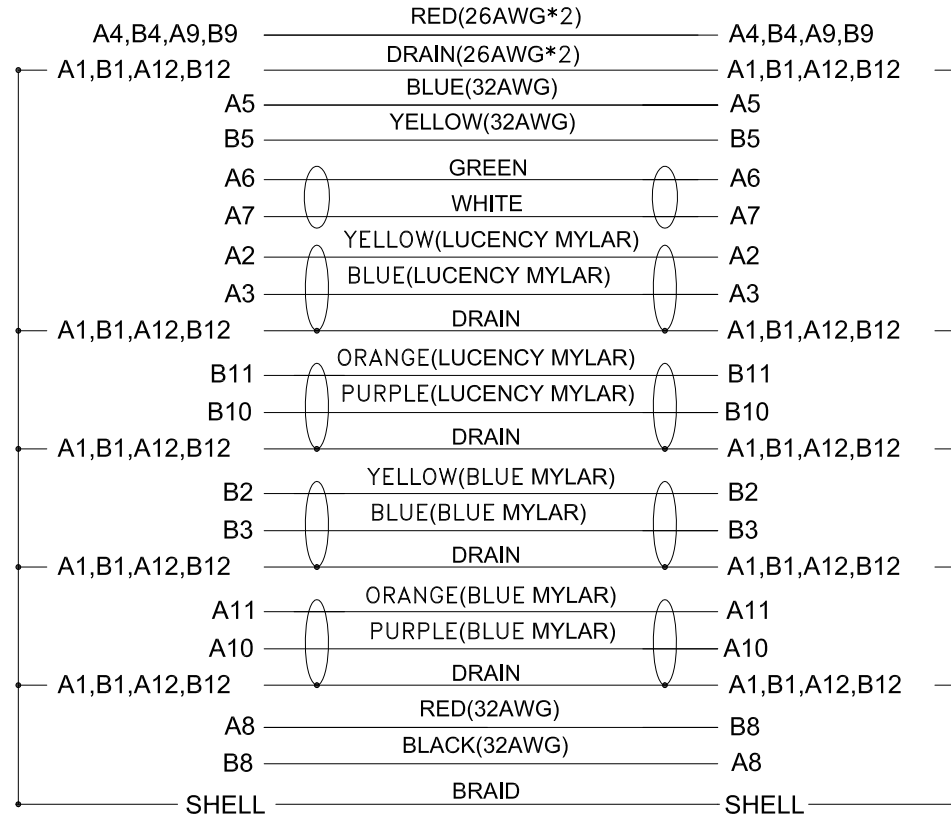 A4,B4,A9,B9 RED(26AWG*2) A4,B4,A9,B9
A1,B1,A12,B12 DRAIN(26AWG*2) A1,B1,A12,B12
A5 BLUE(32AWG) A5
B5 YELLOW(32AWG) B5
A6 GREEN A6
A7 WHITE A7
A2 YELLOW(LUCENCY MYLAR) A2
A3 BLUE(LUCENCY MYLAR) A3
A1,B1,A12,B12 DRAIN A1,B1,A12,B12
B11 ORANGE(LUCENCY MYLAR) B11
B10 PURPLE(LUCENCY MYLAR) B10
A1,B1,A12,B12 DRAIN A1,B1,A12,B12
B2 YELLOW(BLUE MYLAR) B2
B3 BLUE(BLUE MYLAR) B3
A1,B1,A12,B12 DRAIN A1,B1,A12,B12
A11 ORANGE(BLUE MYLAR) A11
A10 PURPLE(BLUE MYLAR) A10
A1,B1,A12,B12 DRAIN A1,B1,A12,B12
A8 RED(32AWG) B8
B8 BLACK(32AWG) A8
SHELL BRAID SHELL